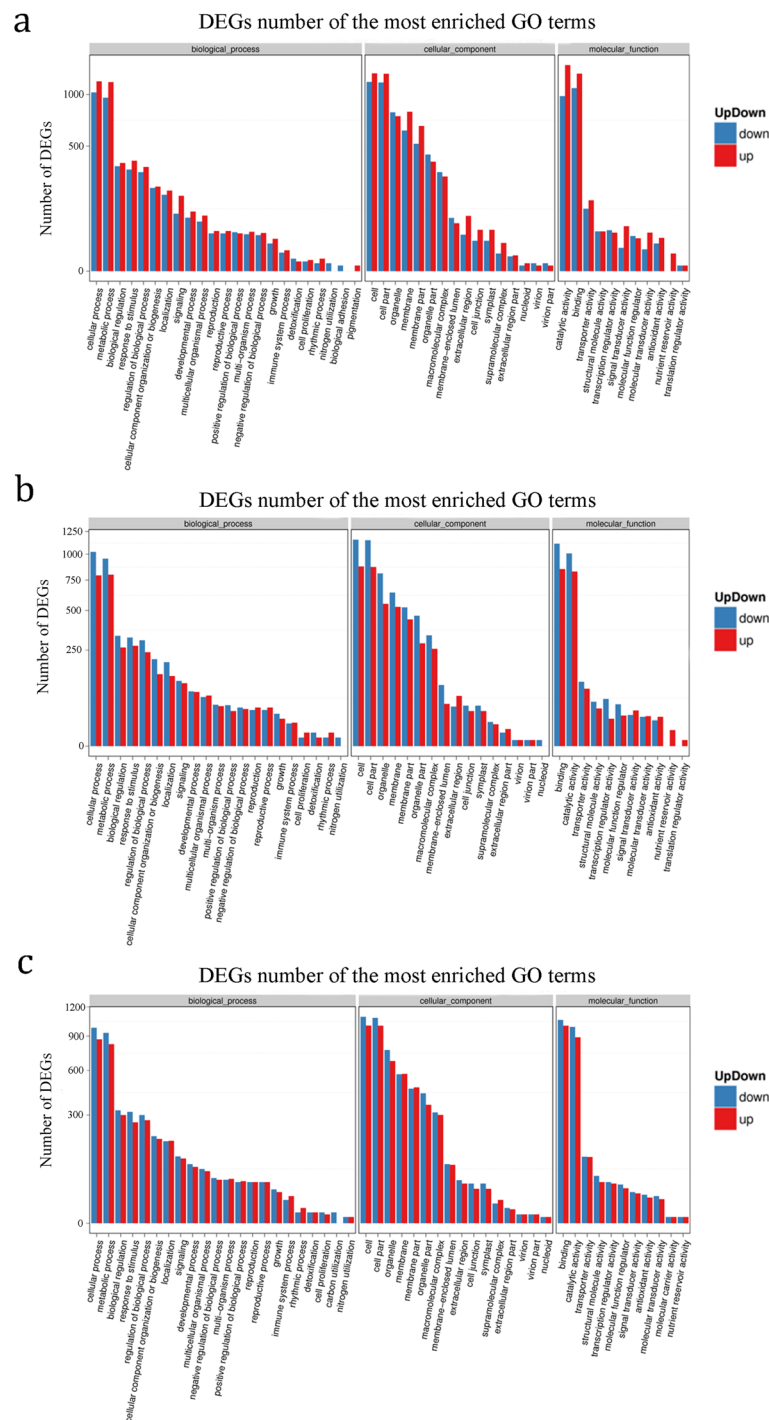 a
DEGs number of the most enriched GO terms
biological_process
cellular_component
molecular_function
Number of DEGs
1000
500
0
UpDown
down
up
cellular process
metabolic process
biological regulation
response to stimulus
regulation of biological process
cellular component organization or biogenesis
localization
signaling
developmental process
multicellular organismal process
reproduction
reproductive process
positive regulation of biological process
multi-organism process
negative regulation of biological process
growth
immune system process
detoxification
cell proliferation
rhythmic process
nitrogen utilization
biological adhesion
pigmentation
cell
cell part
organelle
membrane
membrane part
organelle part
macromolecular complex
membrane-enclosed lumen
extracellular region
cell junction
symplast
supramolecular complex
extracellular region part
nucleoid
virion
virion part
catalytic activity
binding
transporter activity
structural molecule activity
transcription regulator activity
signal transducer activity
molecular function regulator
molecular transducer activity
antioxidant activity
nutrient reservoir activity
translation regulator activity
b
DEGs number of the most enriched GO terms
biological_process
cellular_component
molecular_function
Number of DEGs
1250
1000
750
500
250
0
UpDown
down
up
cellular process
metabolic process
biological regulation
response to stimulus
regulation of biological process
cellular component organization or biogenesis
localization
signaling
developmental process
multicellular organismal process
multi-organism process
positive regulation of biological process
negative regulation of biological process
reproduction
reproductive process
growth
immune system process
cell proliferation
detoxification
rhythmic process
nitrogen utilization
cell
cell part
organelle
membrane
membrane part
organelle part
macromolecular complex
membrane-enclosed lumen
extracellular region
cell junction
symplast
supramolecular complex
extracellular region part
virion
virion part
nucleoid
binding
catalytic activity
transporter activity
structural molecule activity
transcription regulator activity
molecular function regulator
signal transducer activity
molecular transducer activity
antioxidant activity
nutrient reservoir activity
translation regulator activity
c
DEGs number of the most enriched GO terms
biological_process
cellular_component
molecular_function
Number of DEGs
1200
900
600
300
0
UpDown
down
up
cellular process
metabolic process
biological regulation
response to stimulus
regulation of biological process
cellular component organization or biogenesis
localization
signaling
developmental process
multicellular organismal process
negative regulation of biological process
multi-organism process
positive regulation of biological process
reproduction
reproductive process
growth
immune system process
rhythmic process
detoxification
cell proliferation
carbon utilization
nitrogen utilization
cell
cell part
organelle
membrane
membrane part
organelle part
macromolecular complex
membrane-enclosed lumen
extracellular region
cell junction
symplast
supramolecular complex
extracellular region part
virion
virion part
nucleoid
binding
catalytic activity
transporter activity
structural molecule activity
transcription regulator activity
molecular function regulator
signal transducer activity
antioxidant activity
molecular transducer activity
molecular carrier activity
nutrient reservoir activity